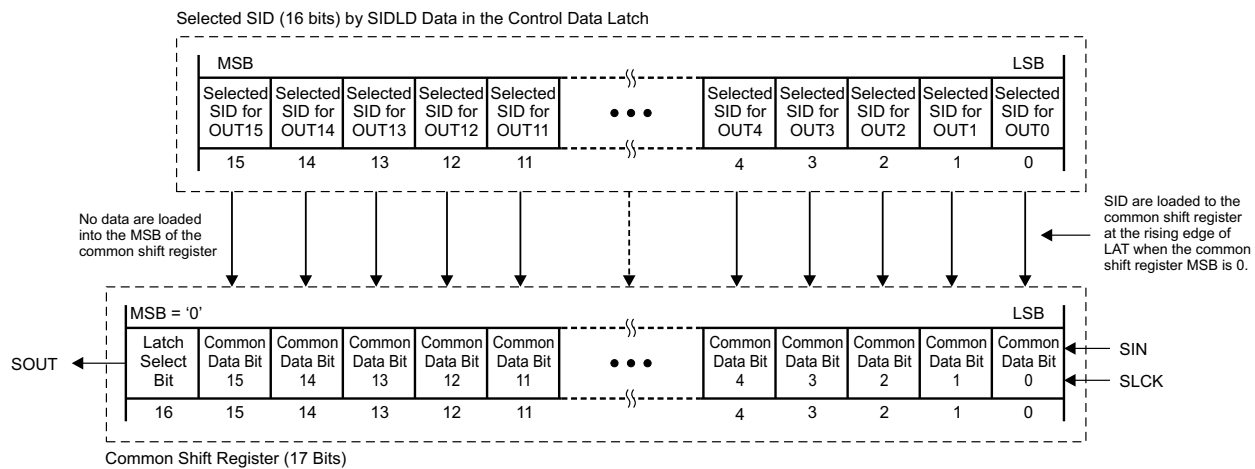 Selected SID (16 bits) by SIDLD Data in the Control Data Latch
MSB LSB
Selected Selected Selected Selected Selected Selected Selected Selected Selected Selected
SID for SID for SID for SID for SID for ●●● SID for SID for SID for SID for SID for
OUT15 OUT14 OUT13 OUT12 OUT11 OUT4 OUT3 OUT2 OUT1 OUT0
15 14 13 12 11 4 3 2 1 0
No data are loaded
into the MSB of the
common shift register
SID are loaded to the
common shift register
at the rising edge of
LAT when the common
shift register MSB is 0.
MSB = ‘0’ LSB
Latch Common Common Common Common Common Common Common Common Common Common
Select Data Bit Data Bit Data Bit Data Bit Data Bit ●●● Data Bit Data Bit Data Bit Data Bit Data Bit
Bit 15 14 13 12 11 4 3 2 1 0
SOUT
SIN
SLCK
16 15 14 13 12 11 4 3 2 1 0
Common Shift Register (17 Bits)